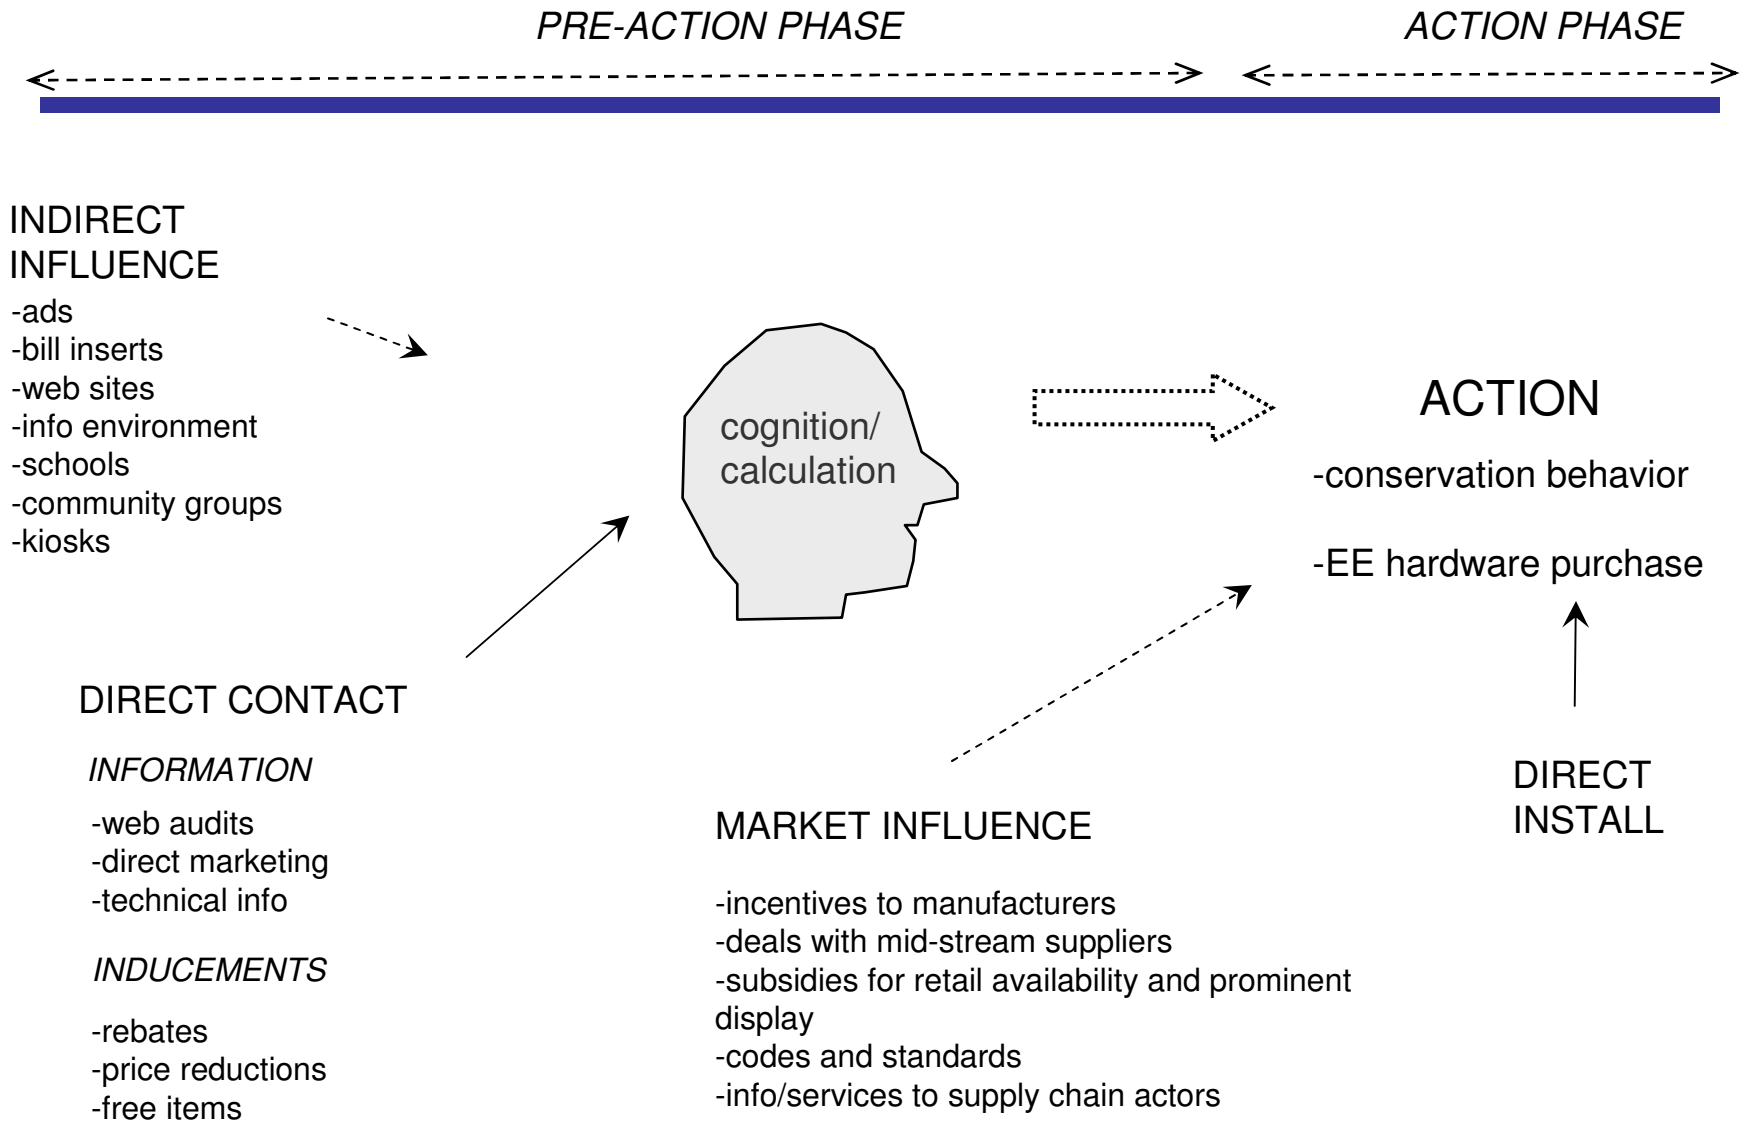 PRE-ACTION PHASE
ACTION PHASE
INDIRECT
INFLUENCE
-ads
-bill inserts
-web sites
-info environment
-schools
-community groups
-kiosks
cognition/
calculation
ACTION
-conservation behavior
-EE hardware purchase
DIRECT CONTACT
INFORMATION
-web audits
-direct marketing
-technical info
INDUCEMENTS
-rebates
-price reductions
-free items
MARKET INFLUENCE
-incentives to manufacturers
-deals with mid-stream suppliers
-subsidies for retail availability and prominent
display
-codes and standards
-info/services to supply chain actors
DIRECT
INSTALL